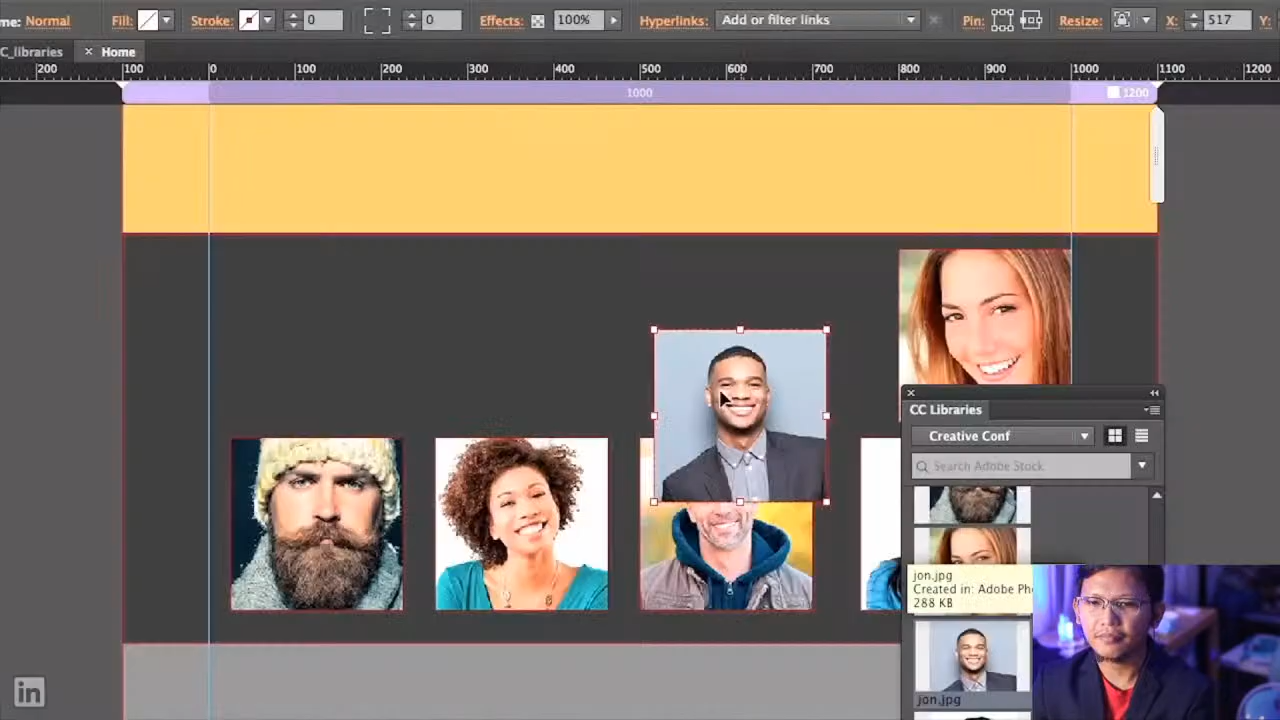 me: Normal Fill: Stroke: 0 0 Effects: 100% Hyperlinks: Add or filter links Pin: Resize: X: 517 Y:
C_libraries × Home
200 100 0 100 200 300 400 500 600 700 800 900 1000 1100 1200
1000 1200
CC Libraries
Creative Conf
Search Adobe Stock
jon.jpg
Created in: Adobe Ph
288 KB
jon.jpg
in